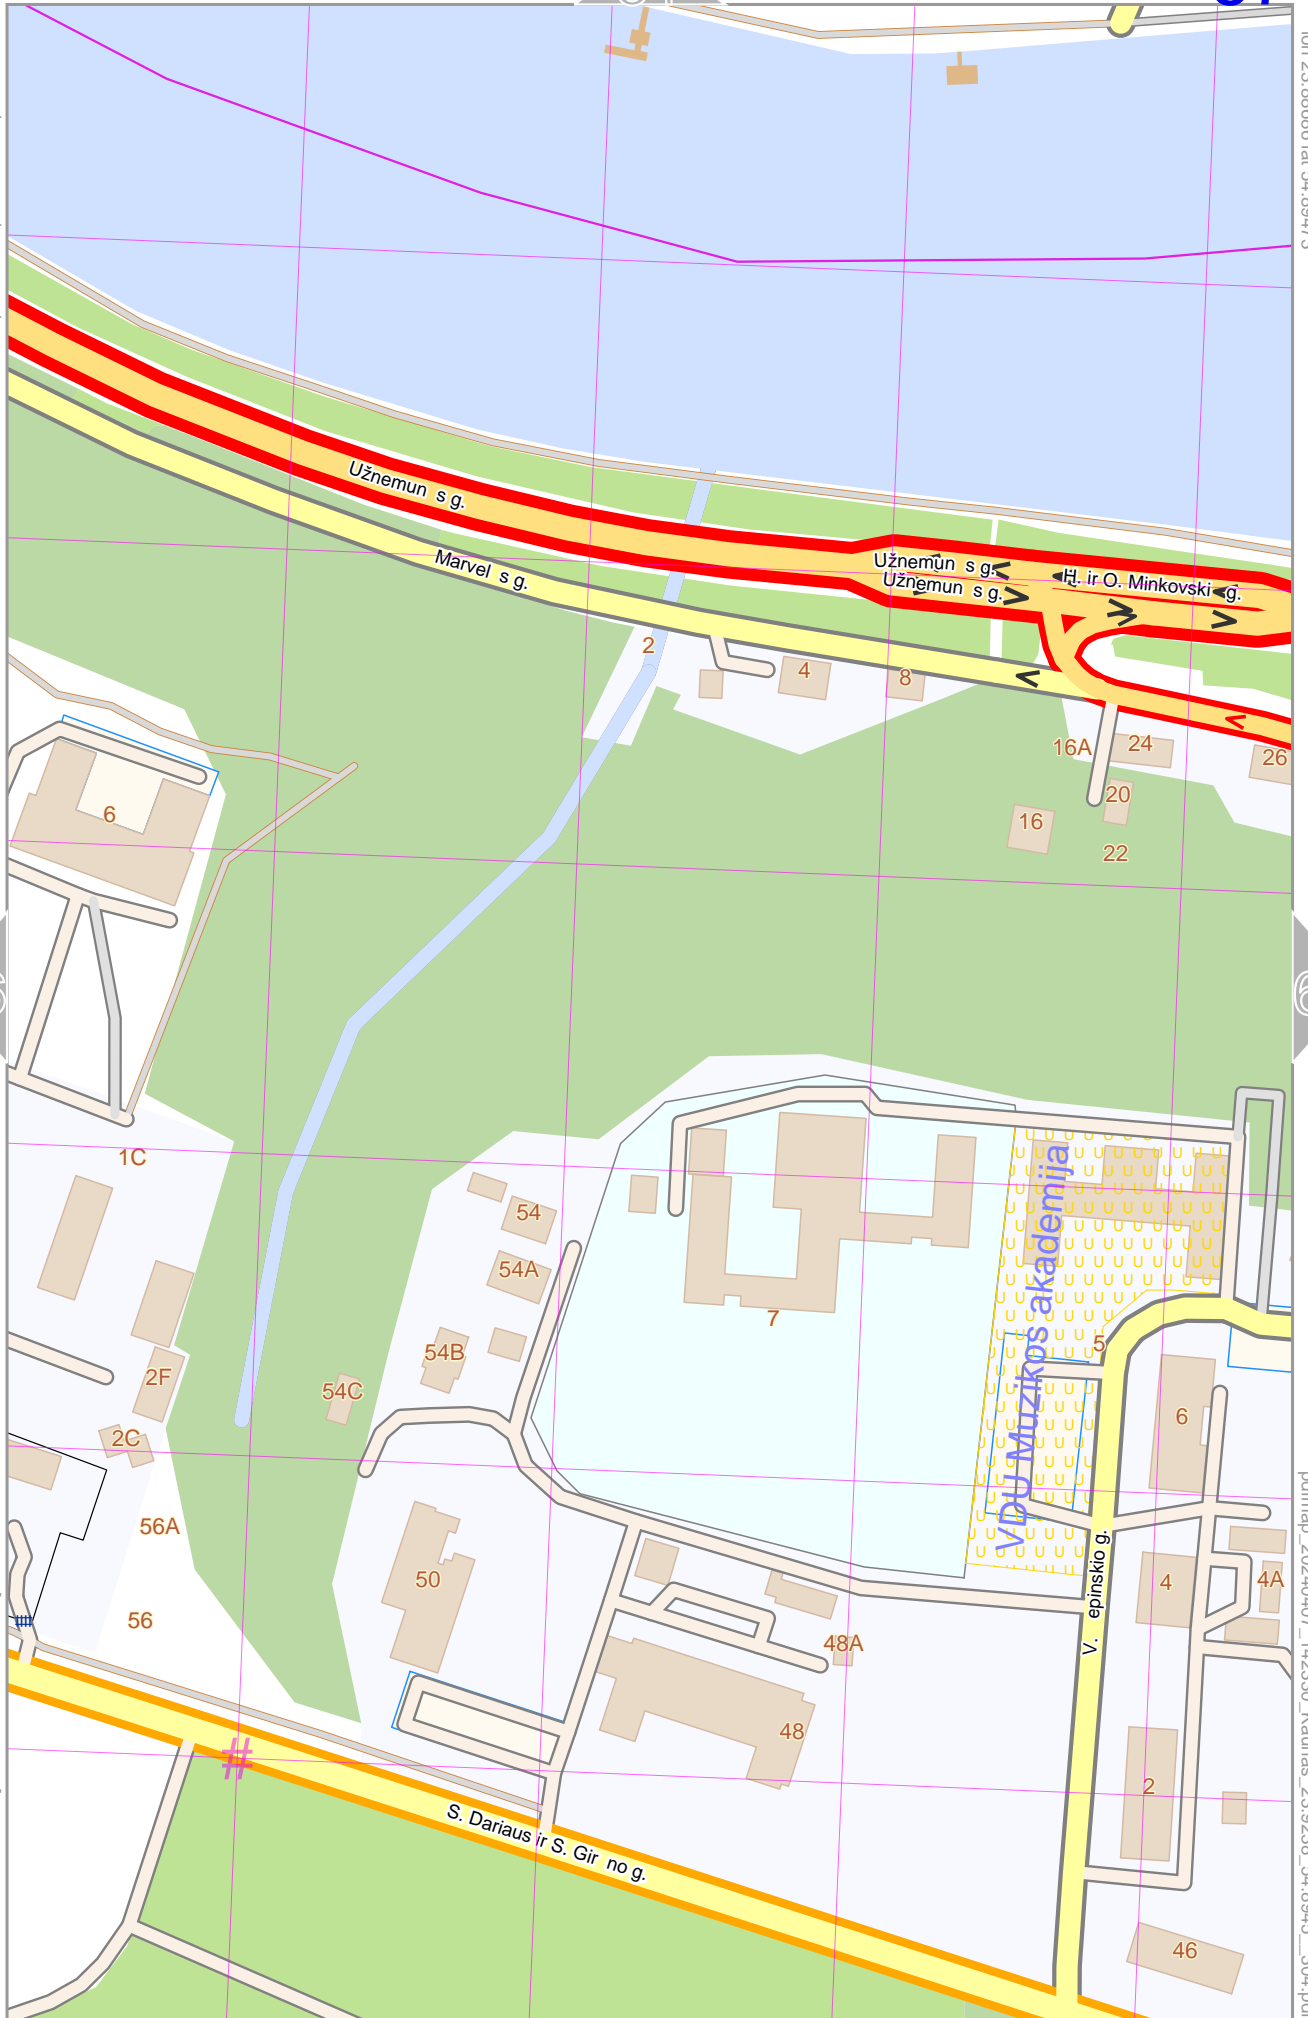 Užnemun s g.
Marvel s g.
Užnemun s g.
Užnemun s g.
H. ir O. Minkovski g.
2
4
8
16A
24
26
20
16
22
6
1C
54
54A
54B
54C
2F
2C
56A
56
50
7
VDU Muzikos akademija
5
6
4
4A
V. epinskio g.
48A
48
2
46
S. Dariaus ir S. Gir no g.
#